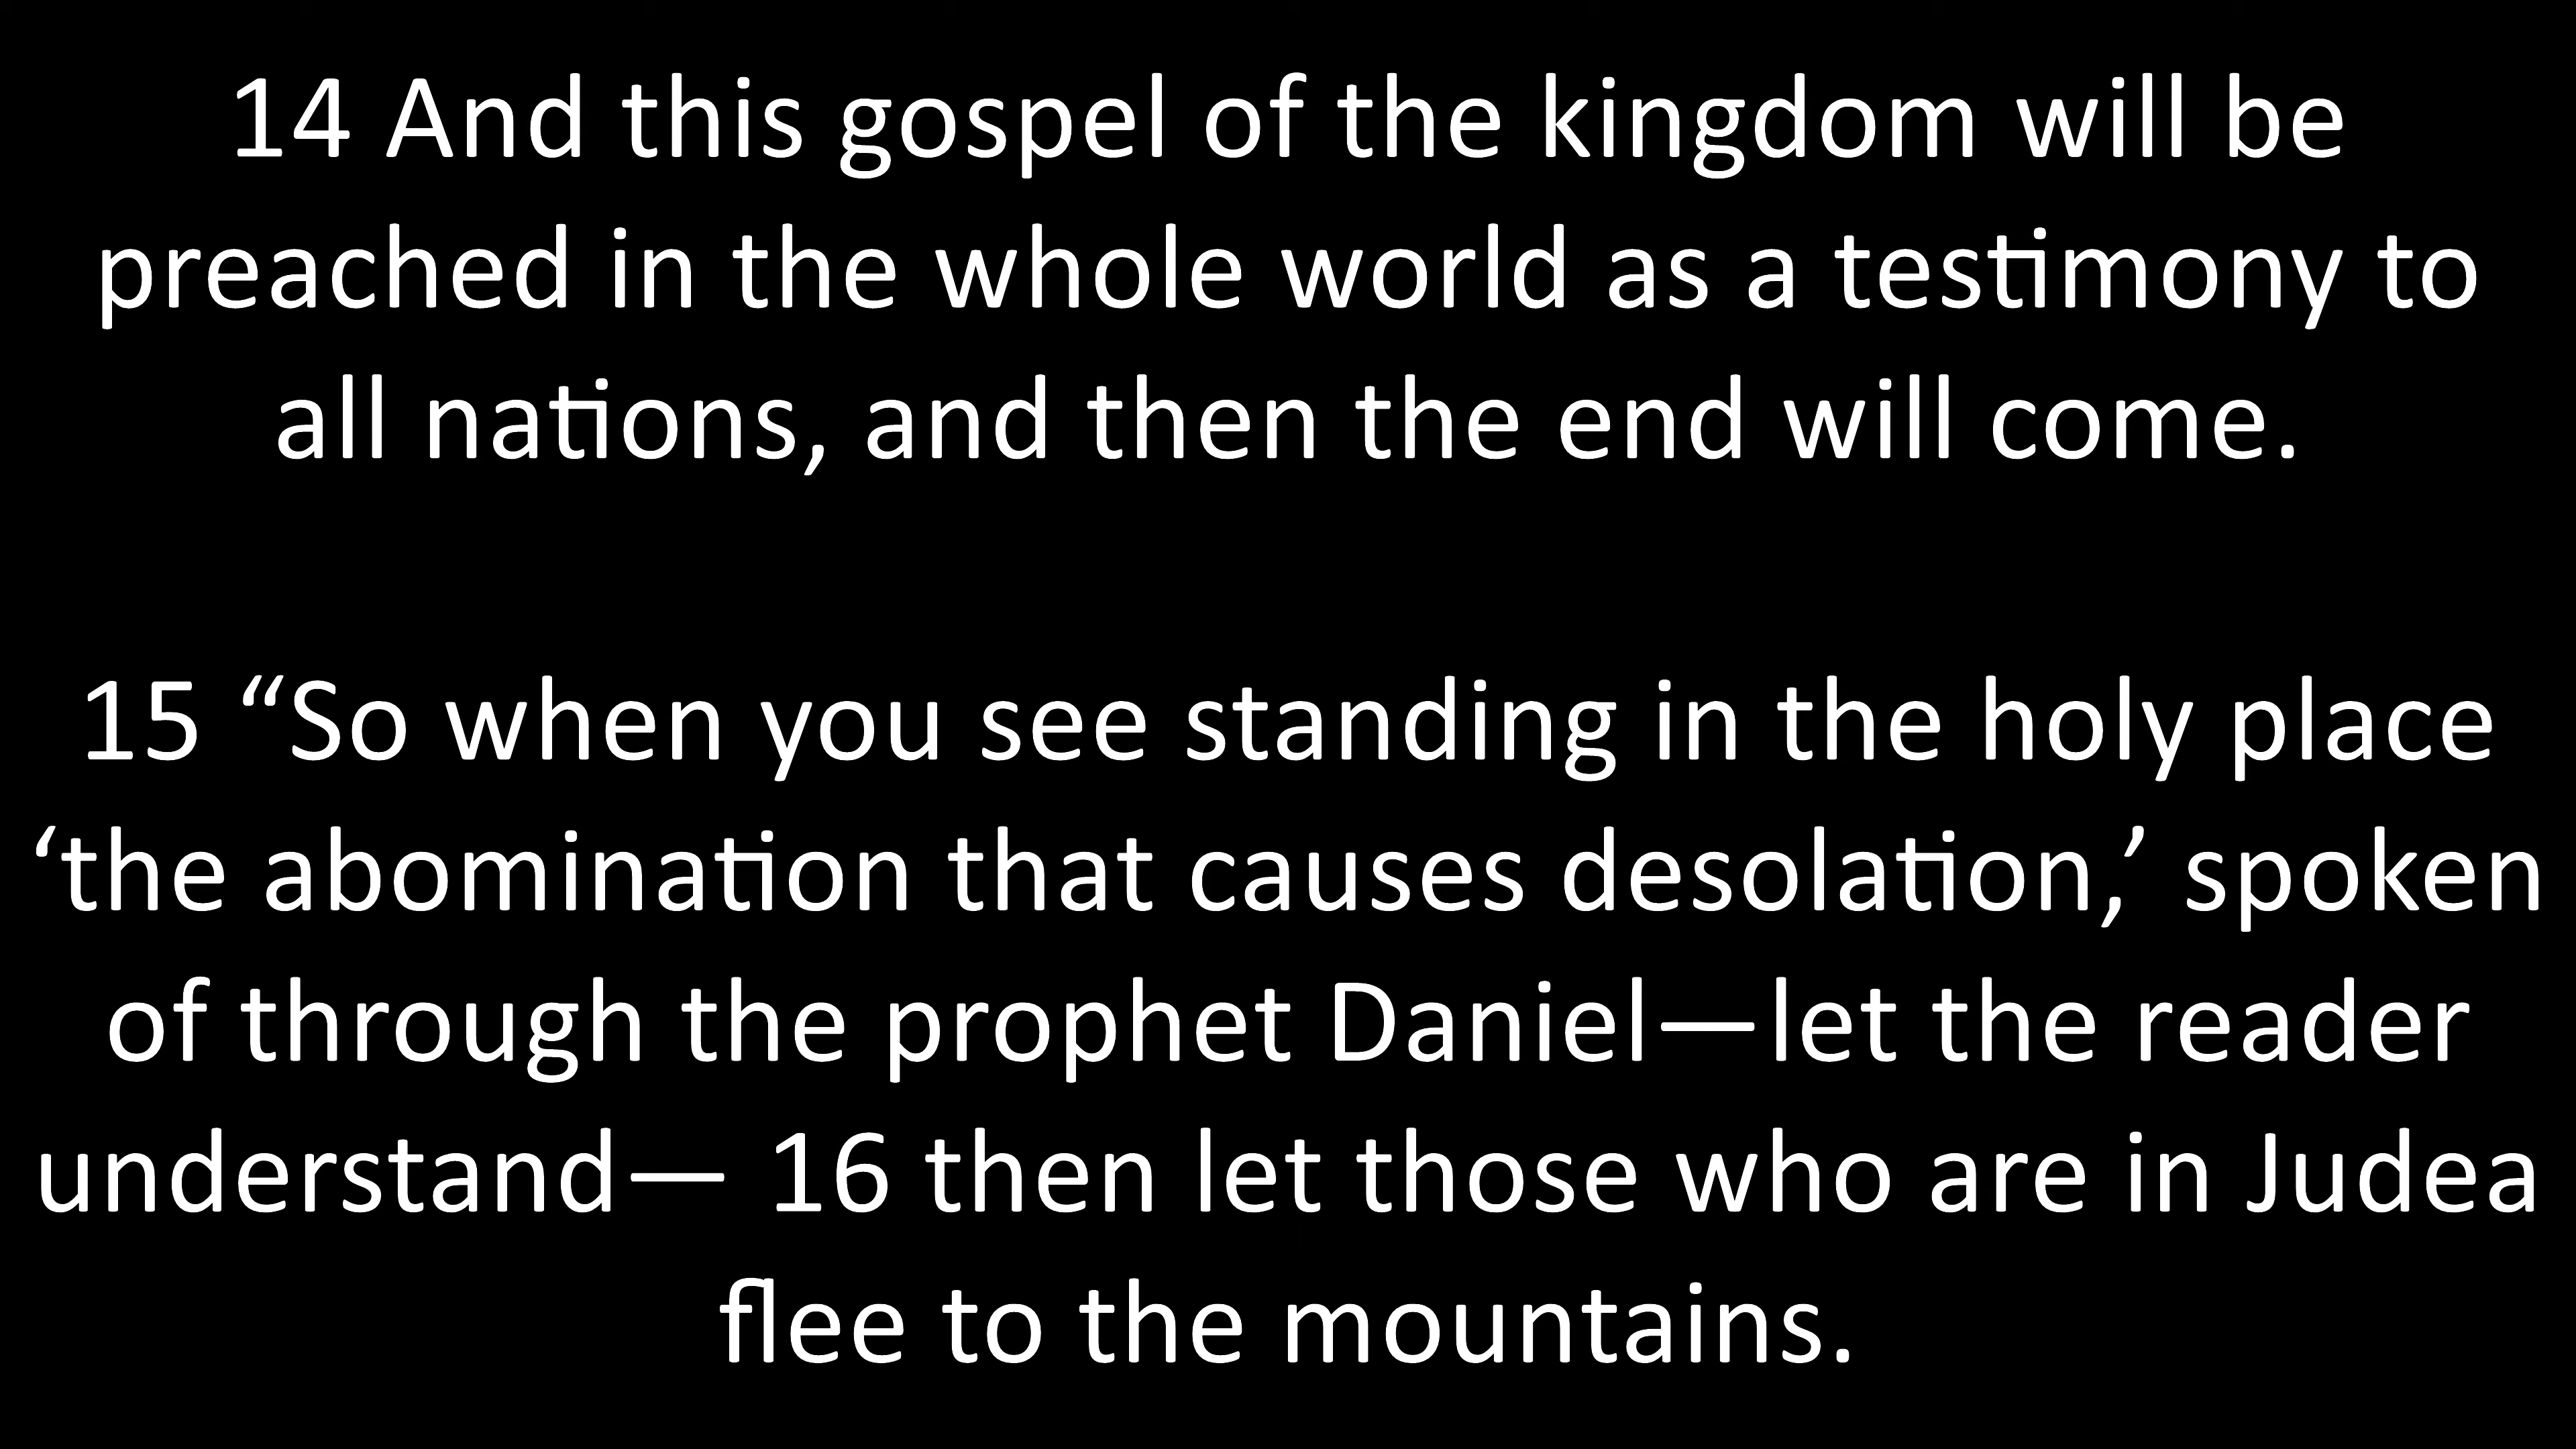 14 And this gospel of the kingdom will be
preached in the whole world as a testimony to
all nations, and then the end will come.
15 “So when you see standing in the holy place
‘the abomination that causes desolation,’ spoken
of through the prophet Daniel—let the reader
understand— 16 then let those who are in Judea
flee to the mountains.